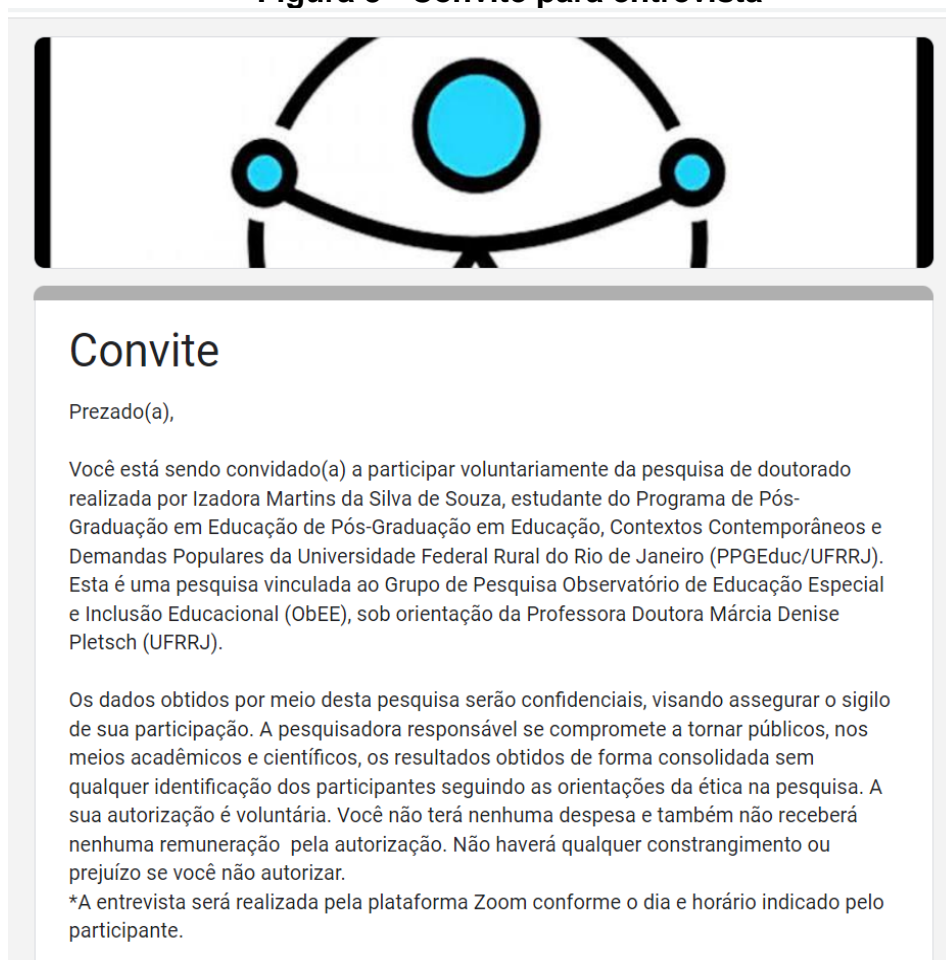 Convite para entrevista
Convite
Prezado(a),
Você está sendo convidado(a) a participar voluntariamente da pesquisa de doutorado
realizada por Izadora Martins da Silva de Souza, estudante do Programa de Pós-
Graduação em Educação de Pós-Graduação em Educação, Contextos Contemporâneos e
Demandas Populares da Universidade Federal Rural do Rio de Janeiro (PPGEduc/UFRRJ).
Esta é uma pesquisa vinculada ao Grupo de Pesquisa Observatório de Educação Especial
e Inclusão Educacional (ObEE), sob orientação da Professora Doutora Márcia Denise
Pletsch (UFRRJ).
Os dados obtidos por meio desta pesquisa serão confidenciais, visando assegurar o sigilo
de sua participação. A pesquisadora responsável se compromete a tornar públicos, nos
meios acadêmicos e científicos, os resultados obtidos de forma consolidada sem
qualquer identificação dos participantes seguindo as orientações da ética na pesquisa. A
sua autorização é voluntária. Você não terá nenhuma despesa e também não receberá
nenhuma remuneração  pela autorização. Não haverá qualquer constrangimento ou
prejuízo se você não autorizar.
*A entrevista será realizada pela plataforma Zoom conforme o dia e horário indicado pelo
participante.